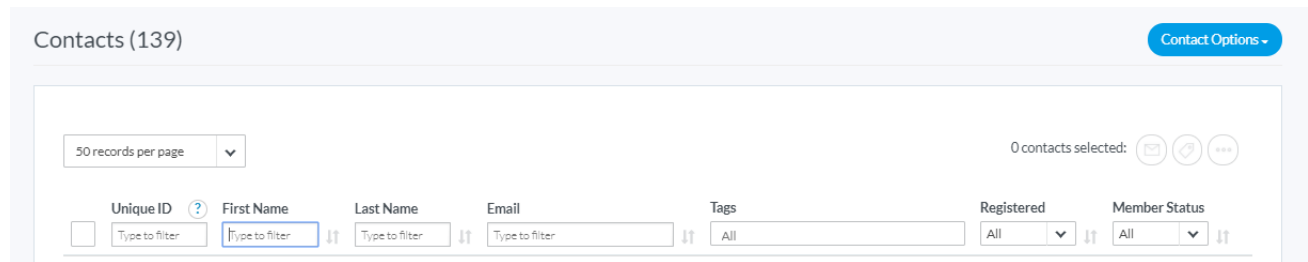 Contacts (139)
Contact Options
50 records per page
0 contacts selected:
Unique ID ? First Name Last Name Email Tags Registered Member Status
Type to filter Type to filter Type to filter Type to filter All All All